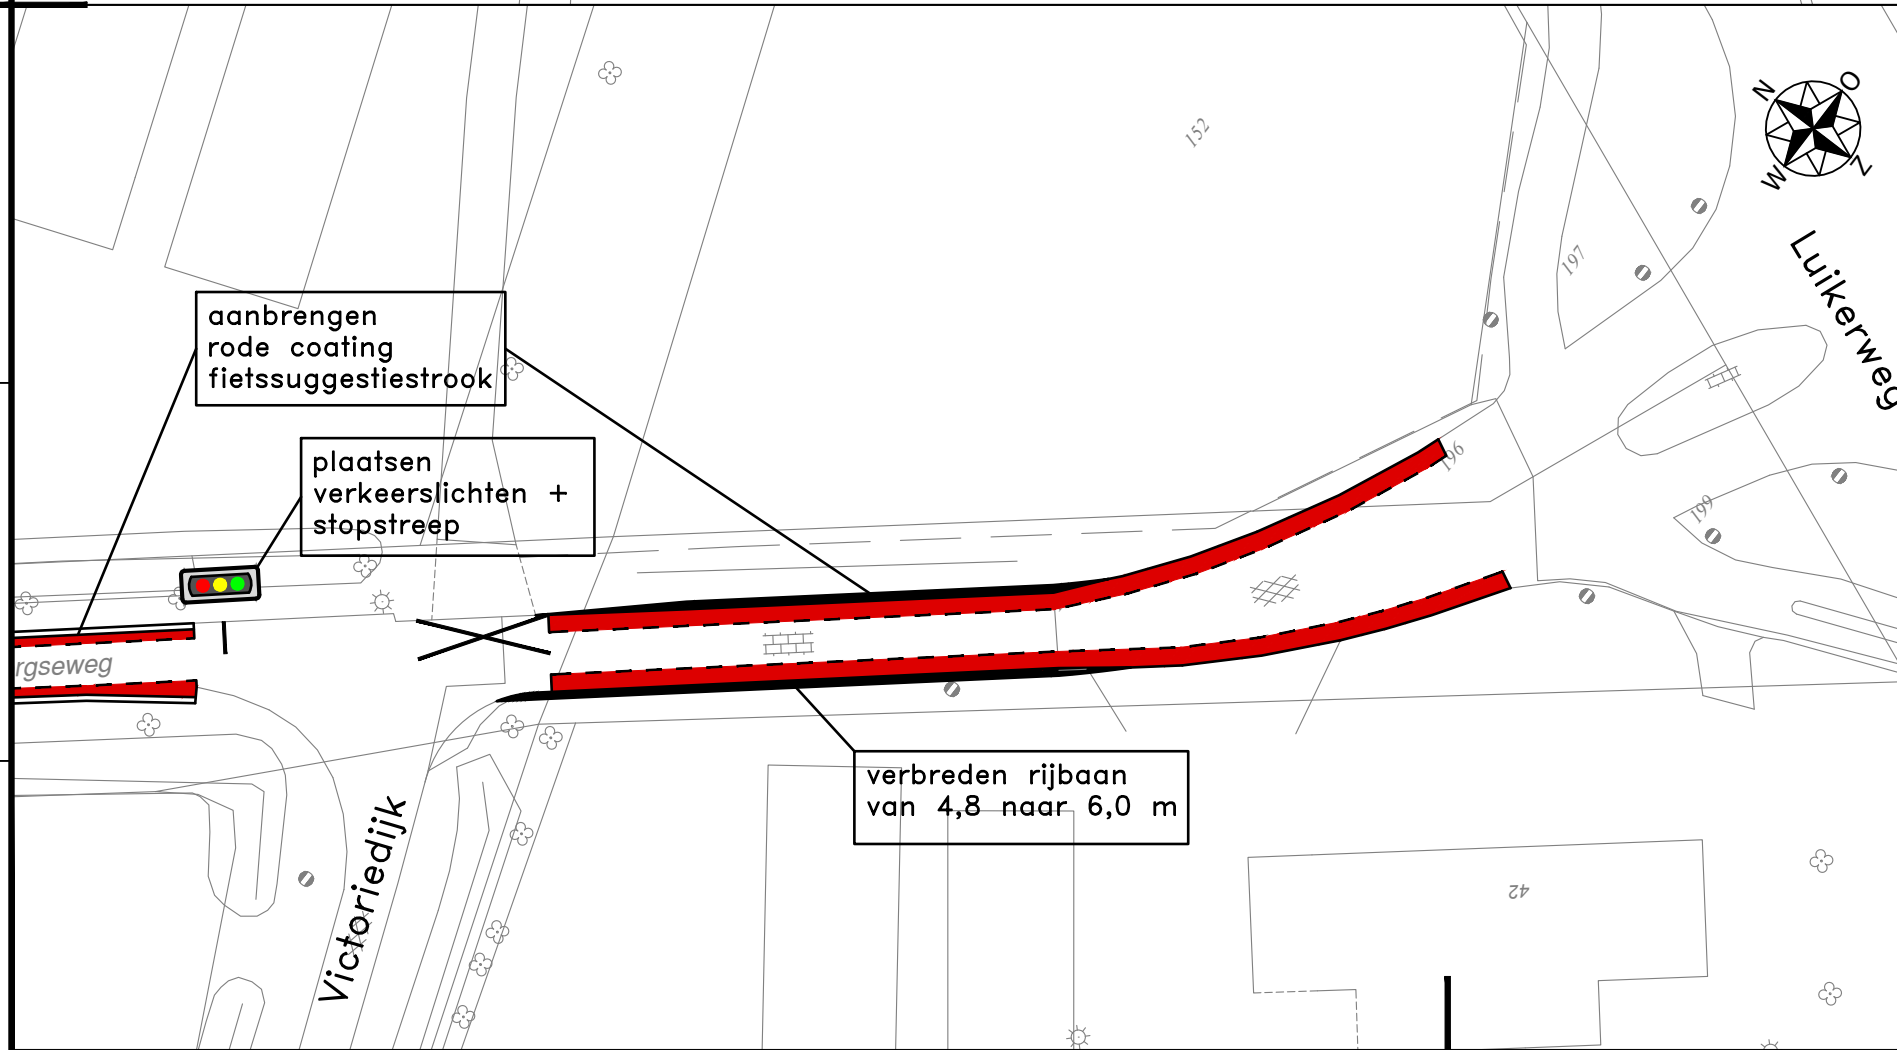 152
N
O
W
Z
197
Luikerweg
aanbrengen
rode coating
fietssuggestiestrook
plaatsen
verkeerslichten +
stopstreep
196
199
rgseweg
verbreden rijbaan
van 4,8 naar 6,0 m
Victoriedijk
42